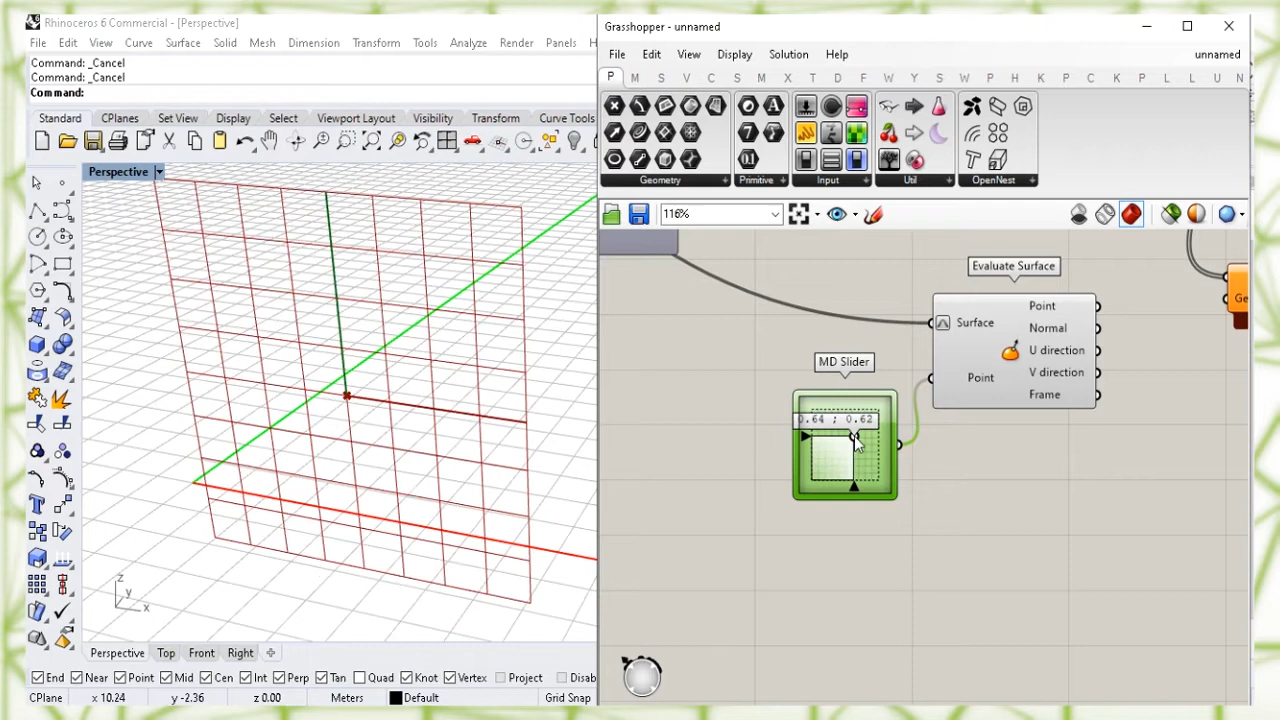 Rhinoceros 6 Commercial - [Perspective]
File Edit View Curve Surface Solid Mesh Dimension Transform Tools Analyze Render Panels H
Command: _Cancel
Command: _Cancel
Command:
Standard CPlanes Set View Display Select Viewport Layout Visibility Transform Curve Tools
Perspective
z
y
x
Perspective Top Front Right
End Near Point Mid Cen Int Perp Tan Quad Knot Vertex Project Disab
CPlane x 10.24 y -2.36 z 0.00 Meters Default Grid Snap
Grasshopper - unnamed
File Edit View Display Solution Help unnamed
P M S V C S V M X T D F W Y S W P H P C L U N
Geometry Primitive Input Util OpenNest
116%
Evaluate Surface
Surface
Point
Point
Normal
U direction
V direction
Frame
MD Slider
0.64 ; 0.62
Ge